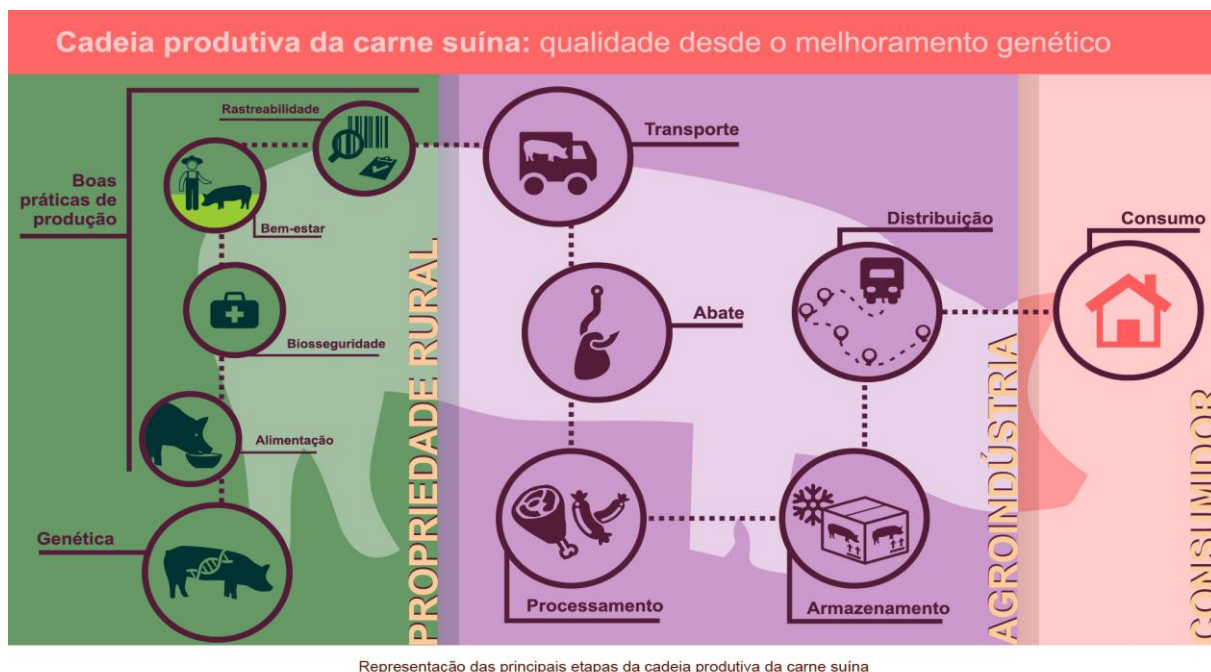 Cadeia produtiva da carne suína: qualidade desde o melhoramento genético
Rastreabilidade
Boas
práticas de
produção
Bem-estar
Biosseguridade
Alimentação
Genética
PROPRIEDADE RURAL
Transporte
Abate
Processamento
Armazenamento
Distribuição
AGROINDÚSTRIA
Consumo
CONSUMIDOR
Representação das principais etapas da cadeia produtiva da carne suína